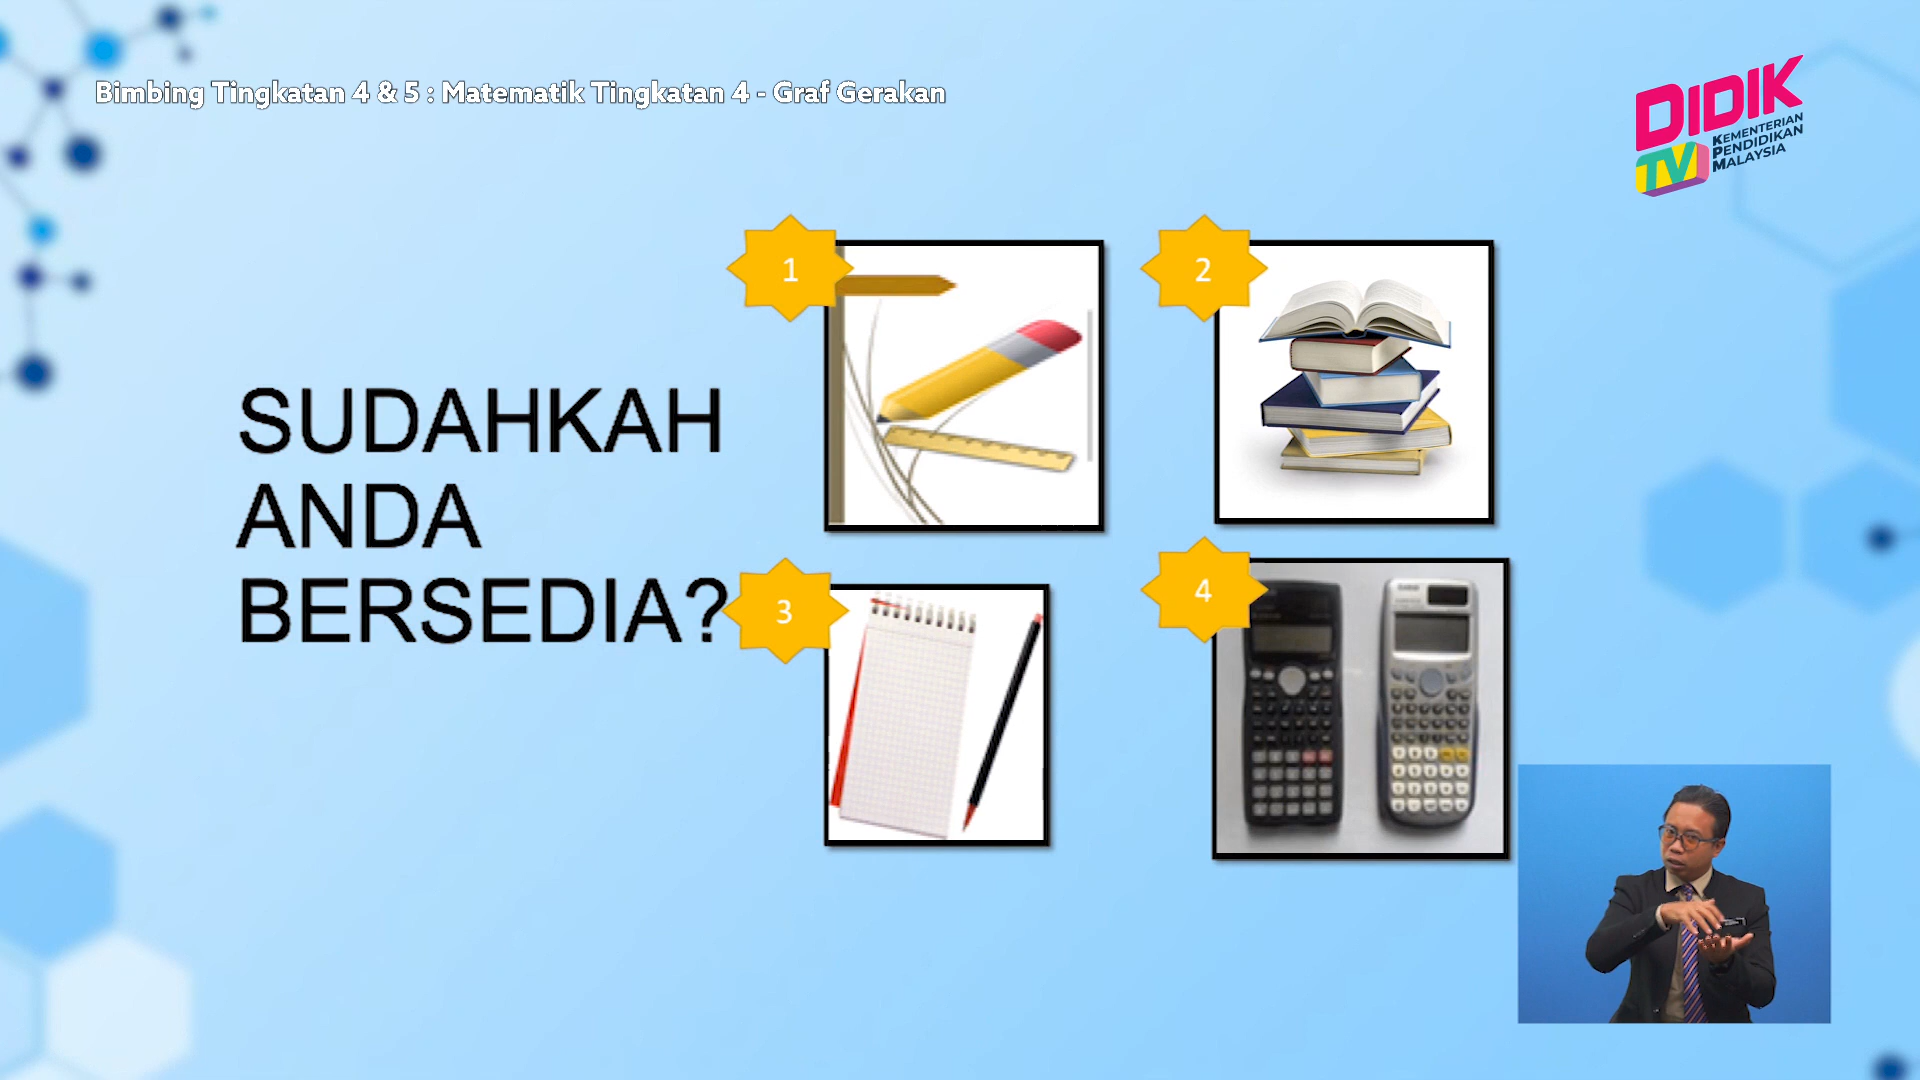 Bimbing Tingkatan 4 & 5 : Matematik Tingkatan 4 - Graf Gerakan
DIDIK
TV
KEMENTERIAN
PENDIDIKAN
MALAYSIA
SUDAHKAH
ANDA
BERSEDIA?
1
2
3
4